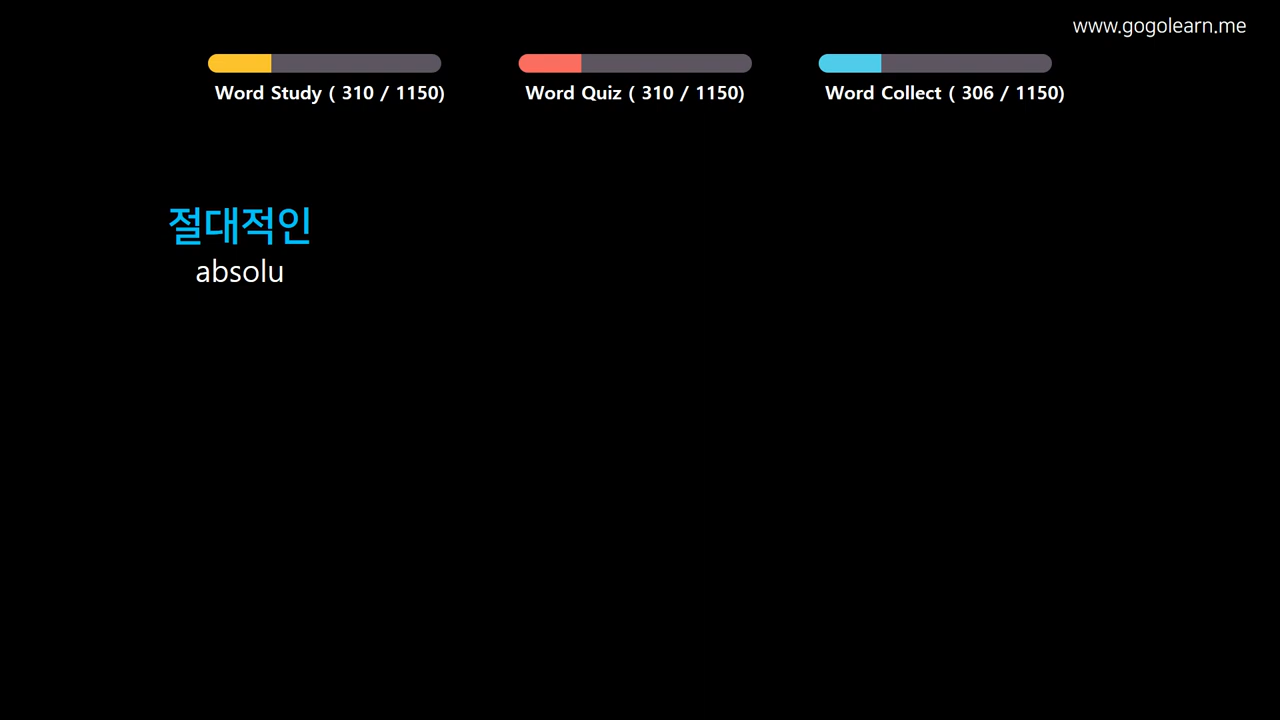 www.gogolearn.me
Word Study ( 310 / 1150)
Word Quiz ( 310 / 1150)
Word Collect ( 306 / 1150)
절대적인
absolu